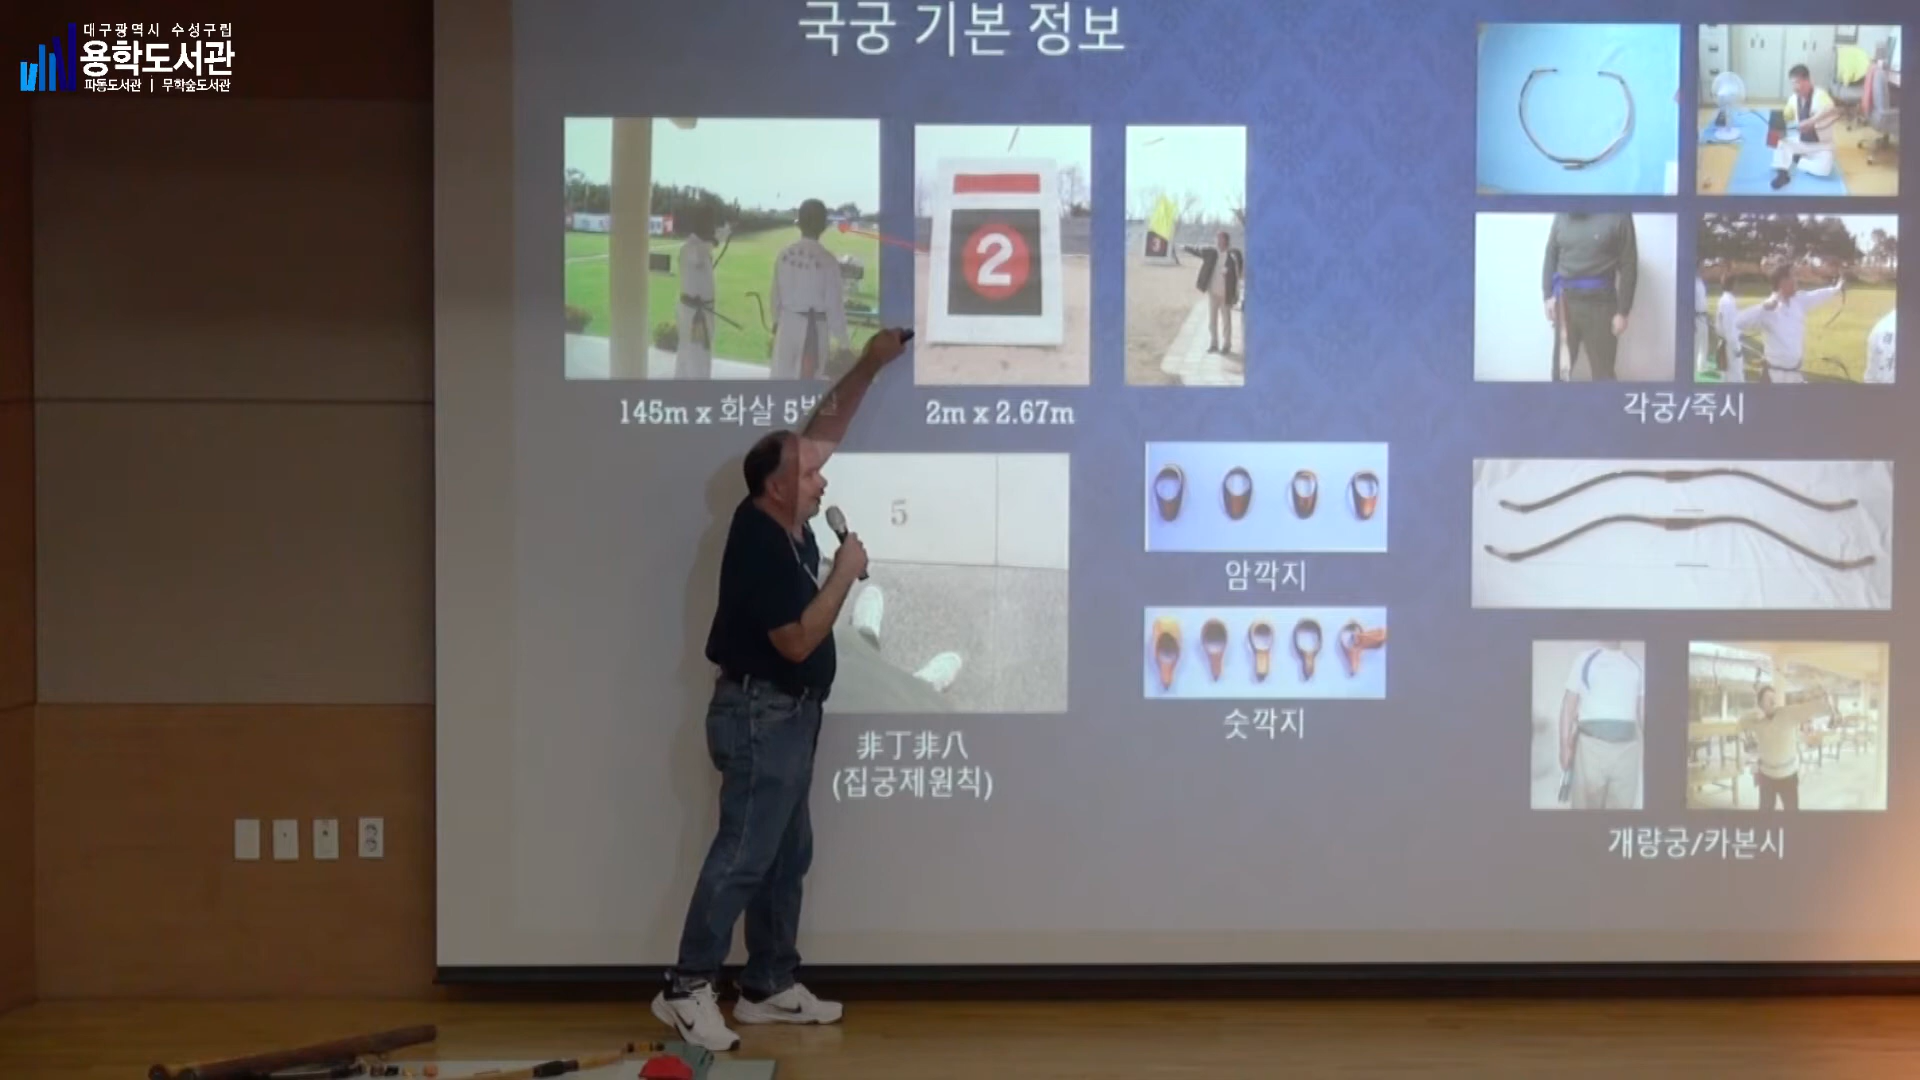 대구광역시 수성구립
용학도서관
파동도서관 | 무학숲도서관
국궁 기본 정보
2
3
145m x 화살 5발
2m x 2.67m
각궁/죽시
5
암깍지
숫깍지
非丁非八
(집궁제원칙)
개량궁/카본시